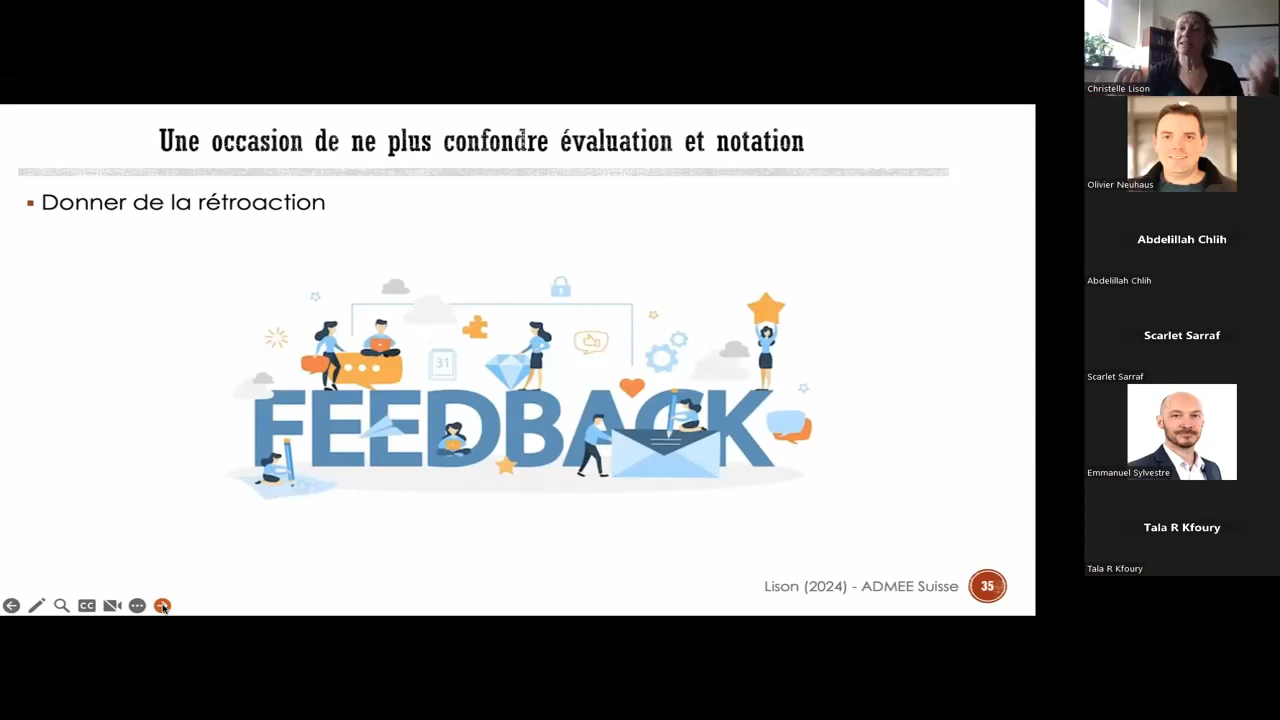 Une occasion de ne plus confondre évaluation et notation
Donner de la rétroaction
31
FEEDBACK
Lison (2024) - ADMEE Suisse
35
CC
Christelle Lison
Olivier Neuhaus
Abdelillah Chlih
Abdelillah Chlih
Scarlet Sarraf
Scarlet Sarraf
Emmanuel Sylvestre
Tala R Kfoury
Tala R Kfoury